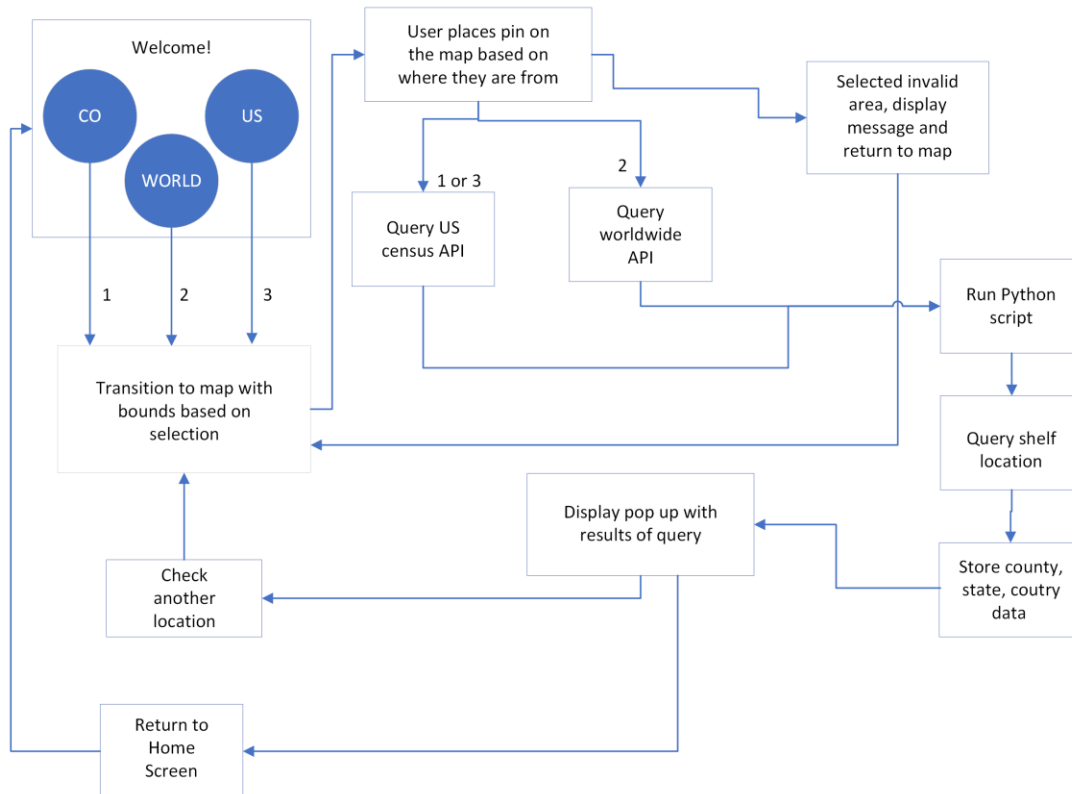 Welcome!
CO
US
WORLD
1
2
3
User places pin on
the map based on
where they are from
Selected invalid
area, display
message and
return to map
1 or 3
2
Query US
census API
Query
worldwide
API
Run Python
script
Transition to map with
bounds based on
selection
Query shelf
location
Display pop up with
results of query
Store county,
state, coutry
data
Check
another
location
Return to
Home
Screen